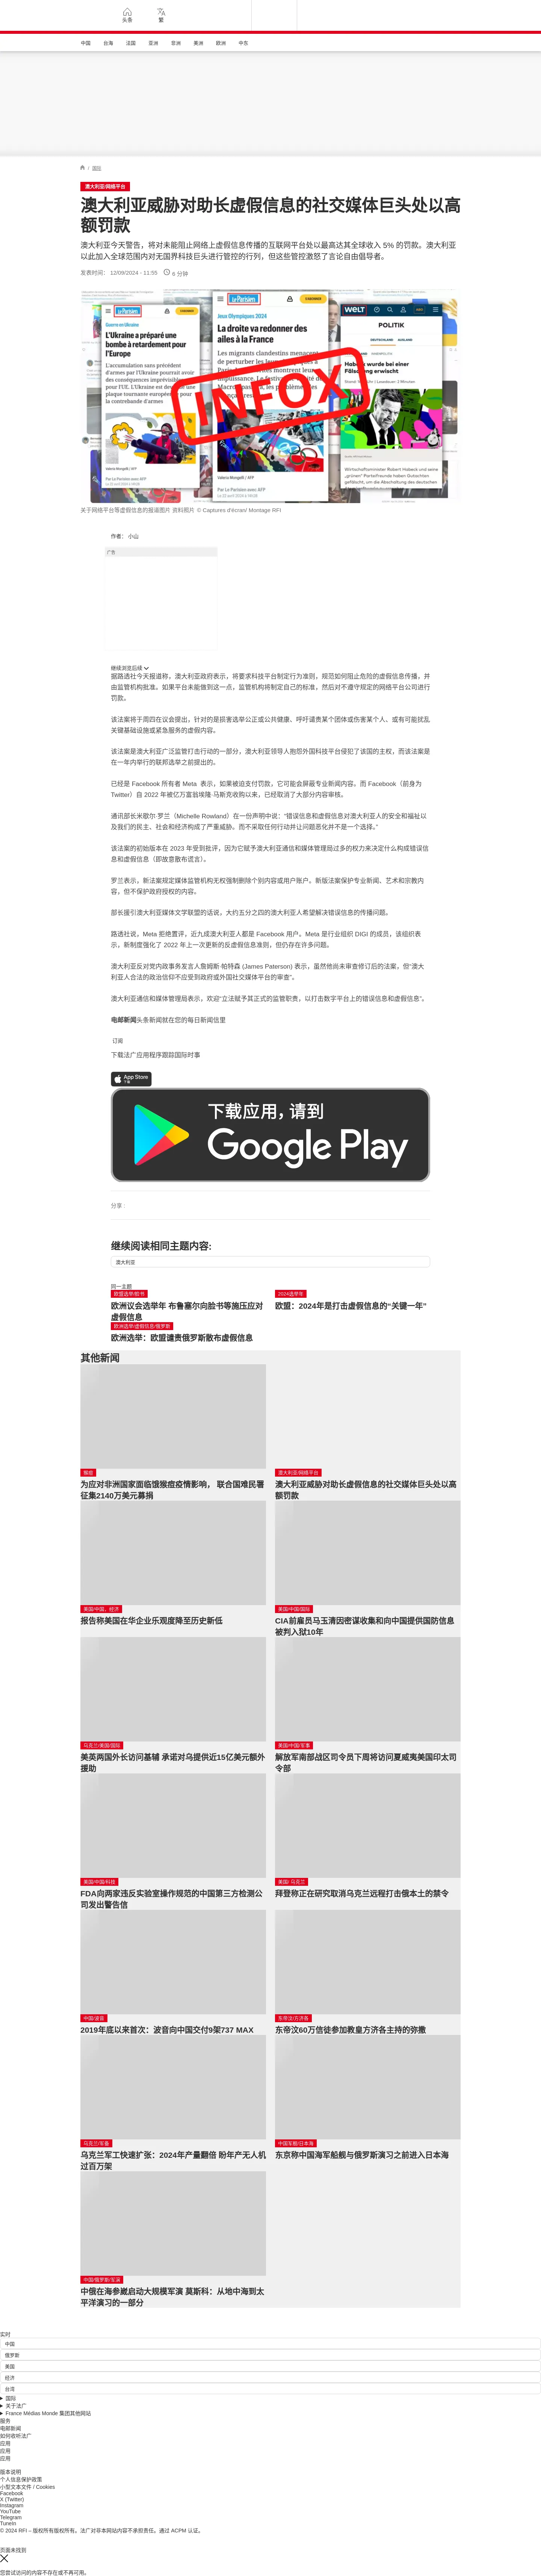 头条
繁
中国
台海
法国
亚洲
非洲
美洲
欧洲
中东
/ 国际
澳大利亚/网络平台
澳大利亚威胁对助长虚假信息的社交媒体巨头处以高
额罚款
澳大利亚今天警告，将对未能阻止网络上虚假信息传播的互联网平台处以最高达其全球收入 5% 的罚款。澳大利亚
以此加入全球范围内对无国界科技巨头进行管控的行列，但这些管控激怒了言论自由倡导者。
发表时间： 12/09/2024 - 11:55
6 分钟
Le Parisien
S'ABONNER
Guerre en Ukraine
L'Ukraine a préparé une
bombe à retardement pour
l'Europe
Le Parisien
S'ABONNER
Jeux Olympiques 2024
La droite va redonner des
ailes à la France
WELT
POLITIK
DEUTSCHLAND
AUSLAND
Habeck wurde bei einer
Fälschung erwischt
INFOX
关于网络平台等虚假信息的报道图片 资料照片 © Captures d'écran/ Montage RFI
作者： 小山
广告
继续浏览后续
据路透社今天报道称，澳大利亚政府表示，将要求科技平台制定行为准则，规范如何阻止危险的虚假信息传播，并
由监管机构批准。如果平台未能做到这一点，监管机构将制定自己的标准，然后对不遵守规定的网络平台公司进行
罚款。
该法案将于周四在议会提出，针对的是损害选举公正或公共健康、呼吁谴责某个团体或伤害某个人、或有可能扰乱
关键基础设施或紧急服务的虚假内容。
该法案是澳大利亚广泛监管打击行动的一部分，澳大利亚领导人抱怨外国科技平台侵犯了该国的主权，而该法案是
在一年内举行的联邦选举之前提出的。
已经是 Facebook 所有者 Meta 表示，如果被迫支付罚款，它可能会屏蔽专业新闻内容，而 Facebook（前身为
Twitter）自 2022 年被亿万富翁埃隆·马斯克收购以来，已经取消了大部分内容审核。
通讯部长米歇尔·罗兰（Michelle Rowland）在一份声明中说：“错误信息和虚假信息对澳大利亚人的安全和福祉以
及我们的民主、社会和经济构成了严重威胁。而不采取任何行动并让问题恶化并不是一个选择。”
该法案的初始版本在 2023 年受到批评，因为它赋予澳大利亚通信和媒体管理局过多的权力来决定什么构成错误信
息和虚假信息（即故意散布谎言）。
罗兰表示，新法案规定媒体监管机构无权强制删除个别内容或用户账户。新版法案保护专业新闻、艺术和宗教内
容，但不保护政府授权的内容。
部长援引澳大利亚媒体文学联盟的话说，大约五分之四的澳大利亚人希望解决错误信息的传播问题。
路透社说，Meta 拒绝置评，近九成澳大利亚人都是 Facebook 用户。Meta 是行业组织 DIGI 的成员，该组织表
示，新制度强化了 2022 年上一次更新的反虚假信息准则，但仍存在许多问题。
澳大利亚反对党内政事务发言人詹姆斯·帕特森 (James Paterson) 表示，虽然他尚未审查修订后的法案，但“澳大
利亚人合法的政治信仰不应受到政府或外国社交媒体平台的审查”。
澳大利亚通信和媒体管理局表示，欢迎“立法赋予其正式的监管职责，以打击数字平台上的错误信息和虚假信息”。
电邮新闻头条新闻就在您的每日新闻信里
订阅
下载法广应用程序跟踪国际时事
App Store
下载
下载应用，请到
Google Play
分享：
继续阅读相同主题内容:
澳大利亚
同一主题
欧盟选举/脸书
欧洲议会选举年 布鲁塞尔向脸书等施压应对
虚假信息
2024选举年
欧盟：2024年是打击虚假信息的“关键一年”
欧洲选举/虚假信息/俄罗斯
欧洲选举：欧盟谴责俄罗斯散布虚假信息
其他新闻
猴痘
为应对非洲国家面临饿猴痘疫情影响， 联合国难民署
征集2140万美元募捐
澳大利亚/网络平台
澳大利亚威胁对助长虚假信息的社交媒体巨头处以高
额罚款
美国/中国，经济
报告称美国在华企业乐观度降至历史新低
美国/中国/国际
CIA前雇员马玉清因密谋收集和向中国提供国防信息
被判入狱10年
乌克兰/美国/国际
美英两国外长访问基辅 承诺对乌提供近15亿美元额外
援助
美国/中国/军事
解放军南部战区司令员下周将访问夏威夷美国印太司
令部
美国/中国/科技
FDA向两家违反实验室操作规范的中国第三方检测公
司发出警告信
美国/ 乌克兰
拜登称正在研究取消乌克兰远程打击俄本土的禁令
中国/波音
2019年底以来首次：波音向中国交付9架737 MAX
东帝汶/方济各
东帝汶60万信徒参加教皇方济各主持的弥撒
乌克兰/军备
乌克兰军工快速扩张：2024年产量翻倍 盼年产无人机
过百万架
中国军舰/日本海
东京称中国海军船舰与俄罗斯演习之前进入日本海
中国/俄罗斯/军演
中俄在海参崴启动大规模军演 莫斯科：从地中海到太
平洋演习的一部分
实时
中国
俄罗斯
美国
经济
台湾
国际
关于法广
France Médias Monde 集团其他网站
服务
电邮新闻
如何收听法广
应用
应用
应用
版本说明
个人信息保护政策
小型文本文件 / Cookies
Facebook
X (Twitter)
Instagram
YouTube
Telegram
TuneIn
© 2024 RFI – 版权所有版权所有。法广对非本网站内容不承担责任。通过 ACPM 认证。
页面未找到
您尝试访问的内容不存在或不再可用。